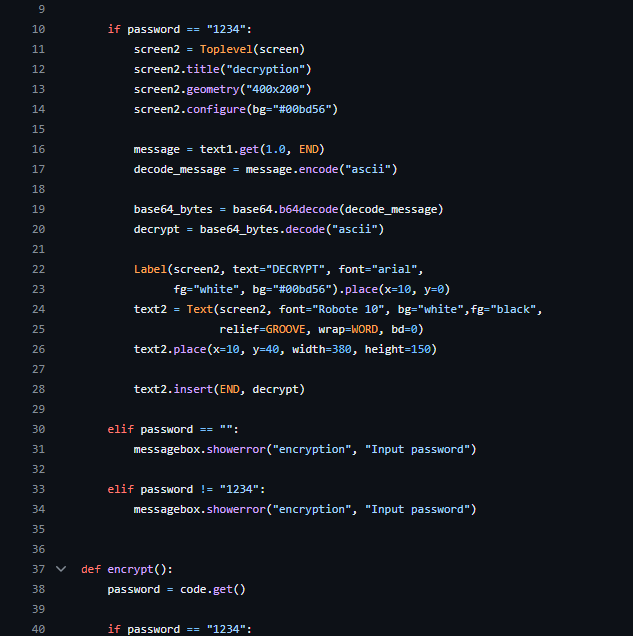 9
10 if password == "1234":
11 screen2 = Toplevel(screen)
12 screen2.title("decryption")
13 screen2.geometry("400x200")
14 screen2.configure(bg="#00bd56")
15
16 message = text1.get(1.0, END)
17 decode_message = message.encode("ascii")
18
19 base64_bytes = base64.b64decode(decode_message)
20 decrypt = base64_bytes.decode("ascii")
21
22 Label(screen2, text="DECRYPT", font="arial",
23 fg="white", bg="#00bd56").place(x=10, y=0)
24 text2 = Text(screen2, font="Robote 10", bg="white",fg="black",
25 relief=GROOVE, wrap=WORD, bd=0)
26 text2.place(x=10, y=40, width=380, height=150)
27
28 text2.insert(END, decrypt)
29
30 elif password == "":
31 messagebox.showerror("encryption", "Input password")
32
33 elif password != "1234":
34 messagebox.showerror("encryption", "Input password")
35
36
37 def encrypt():
38 password = code.get()
39
40 if password == "1234":